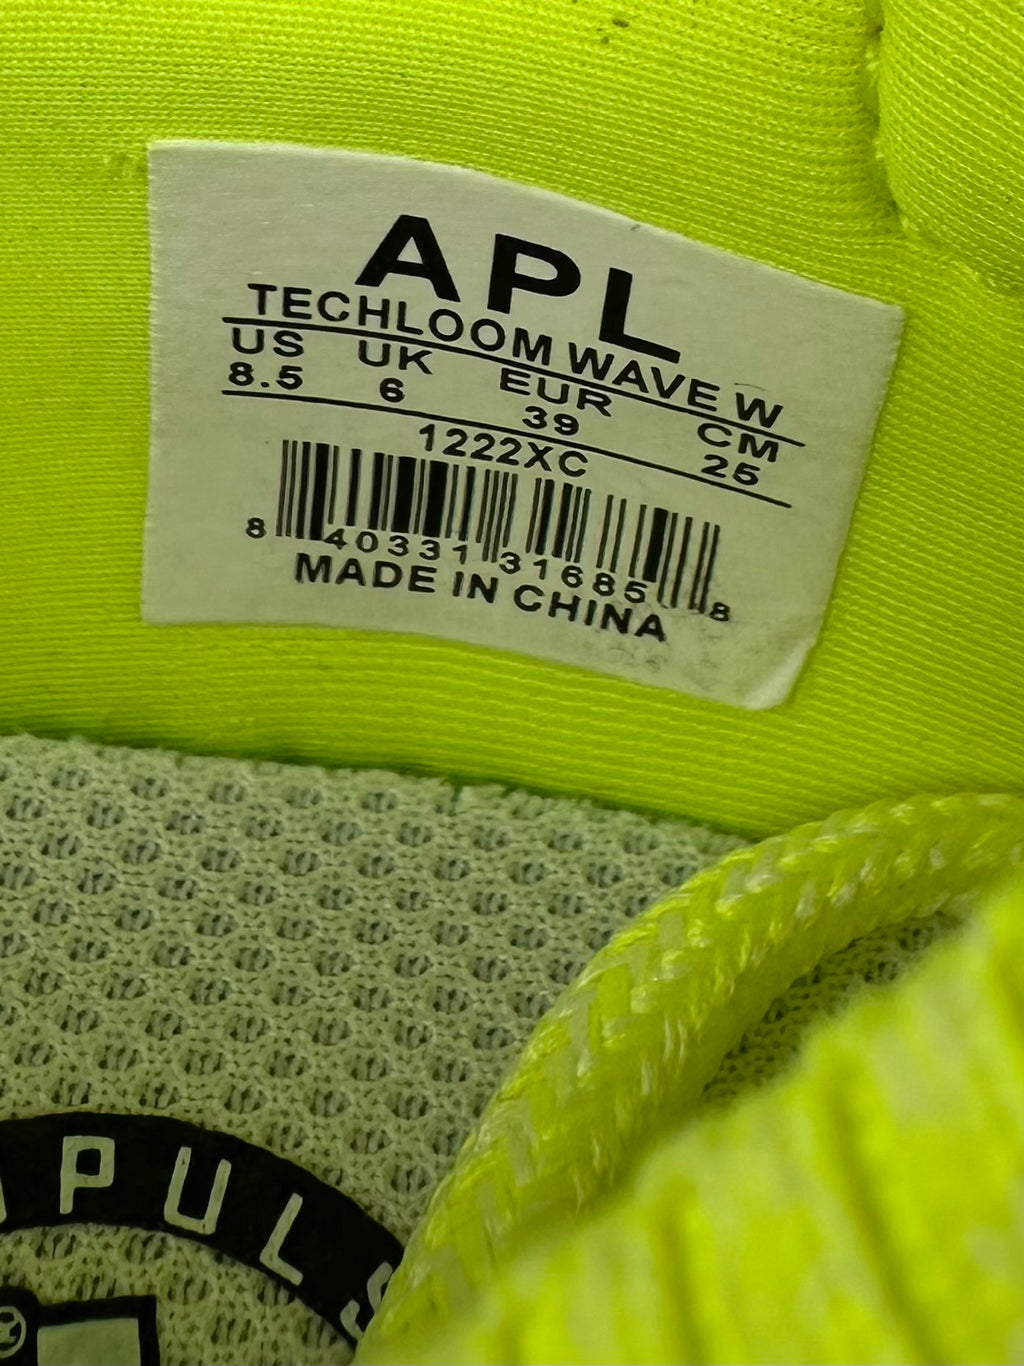 APL
TECHLOOM WAVE W
US UK EUR CM
8.5 6 39 25
1222XC
8 40331 31685 8
MADE IN CHINA
PULS